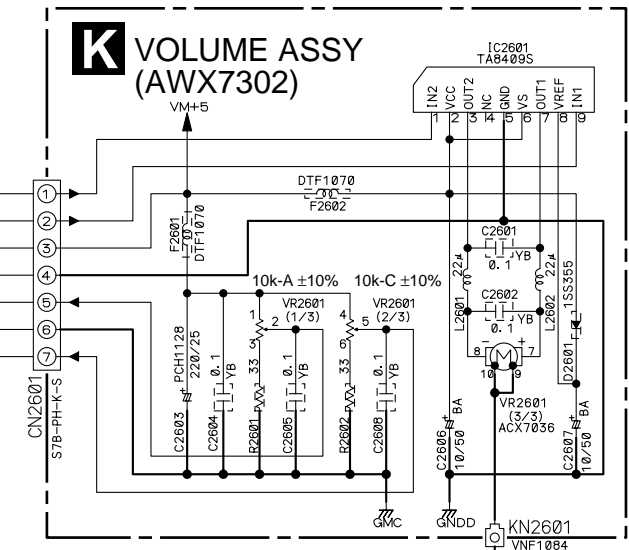 K VOLUME ASSY
(AWX7302)
VM+5
IC2601
TA8409S
IN2
VCC
OUT2
NC
GND
VS
OUT1
VREF
IN1
1 2 3 4 5 6 7 8 9
DTF1070
F2602
F2601
DTF1070
1
2
3
4
5
6
7
CN2601
S7B-PH-K-S
10k-A ±10%
10k-C ±10%
VR2601
(1/3)
VR2601
(2/3)
1
2
3
4
5
6
PCH1128
220/25
C2603
0.1
YB
C2604
33
R2601
0.1
YB
C2605
33
R2602
0.1
YB
C2608
C2601
YB
0.1
22µ
L2601
C2602
YB
0.1
22µ
L2602
1SS355
D2601
8 - + 7
M
10 9
VR2601
(3/3)
ACX7036
BA
C2606
10/50
BA
C2607
10/50
GMC
GNDD
KN2601
VNF1084